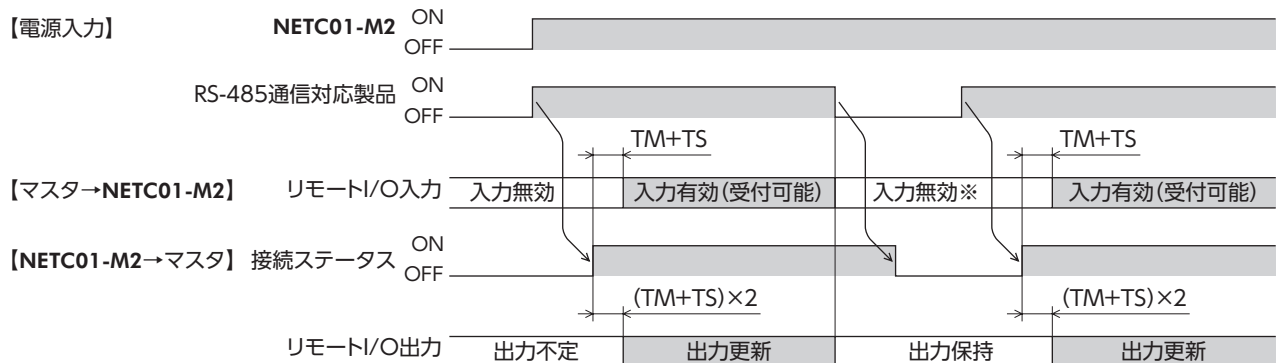 【電源入力】 NETC01-M2 ON
OFF
RS-485通信対応製品 ON
OFF
TM+TS TM+TS
【マスタ→NETC01-M2】 リモートI/O入力 入力無効 入力有効(受付可能) 入力無効※ 入力有効(受付可能)
【NETC01-M2→マスタ】 接続ステータス ON
OFF
(TM+TS)×2 (TM+TS)×2
リモートI/O出力 出力不定 出力更新 出力保持 出力更新